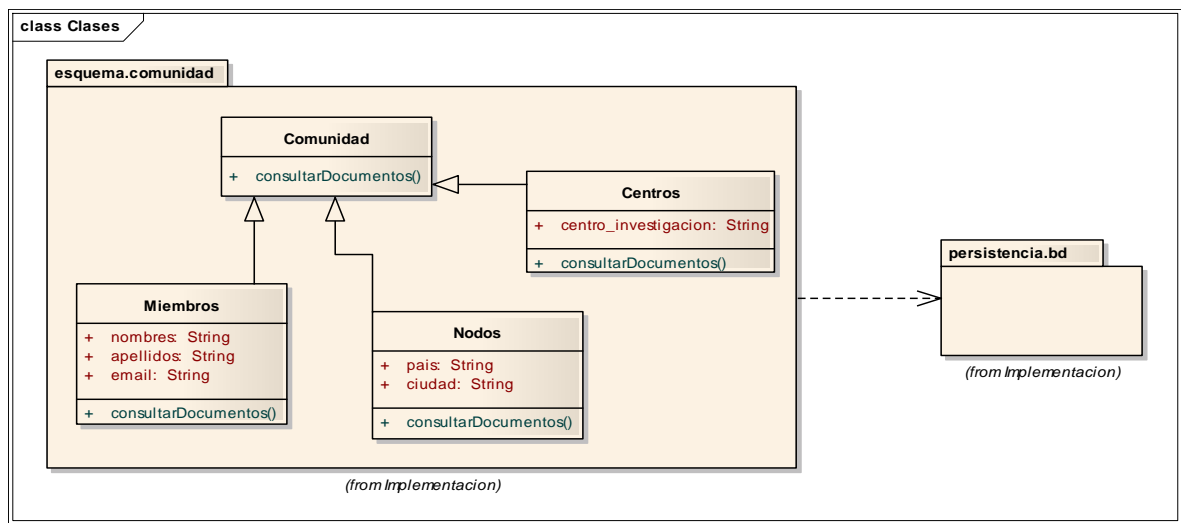 class Clases
esquema.comunidad
Comunidad
+ consultarDocumentos()
Centros
+ centro_investigacion: String
+ consultarDocumentos()
Miembros
+ nombres: String
+ apellidos: String
+ email: String
+ consultarDocumentos()
Nodos
+ pais: String
+ ciudad: String
+ consultarDocumentos()
(from Implementacion)
persistencia.bd
(from Implementacion)